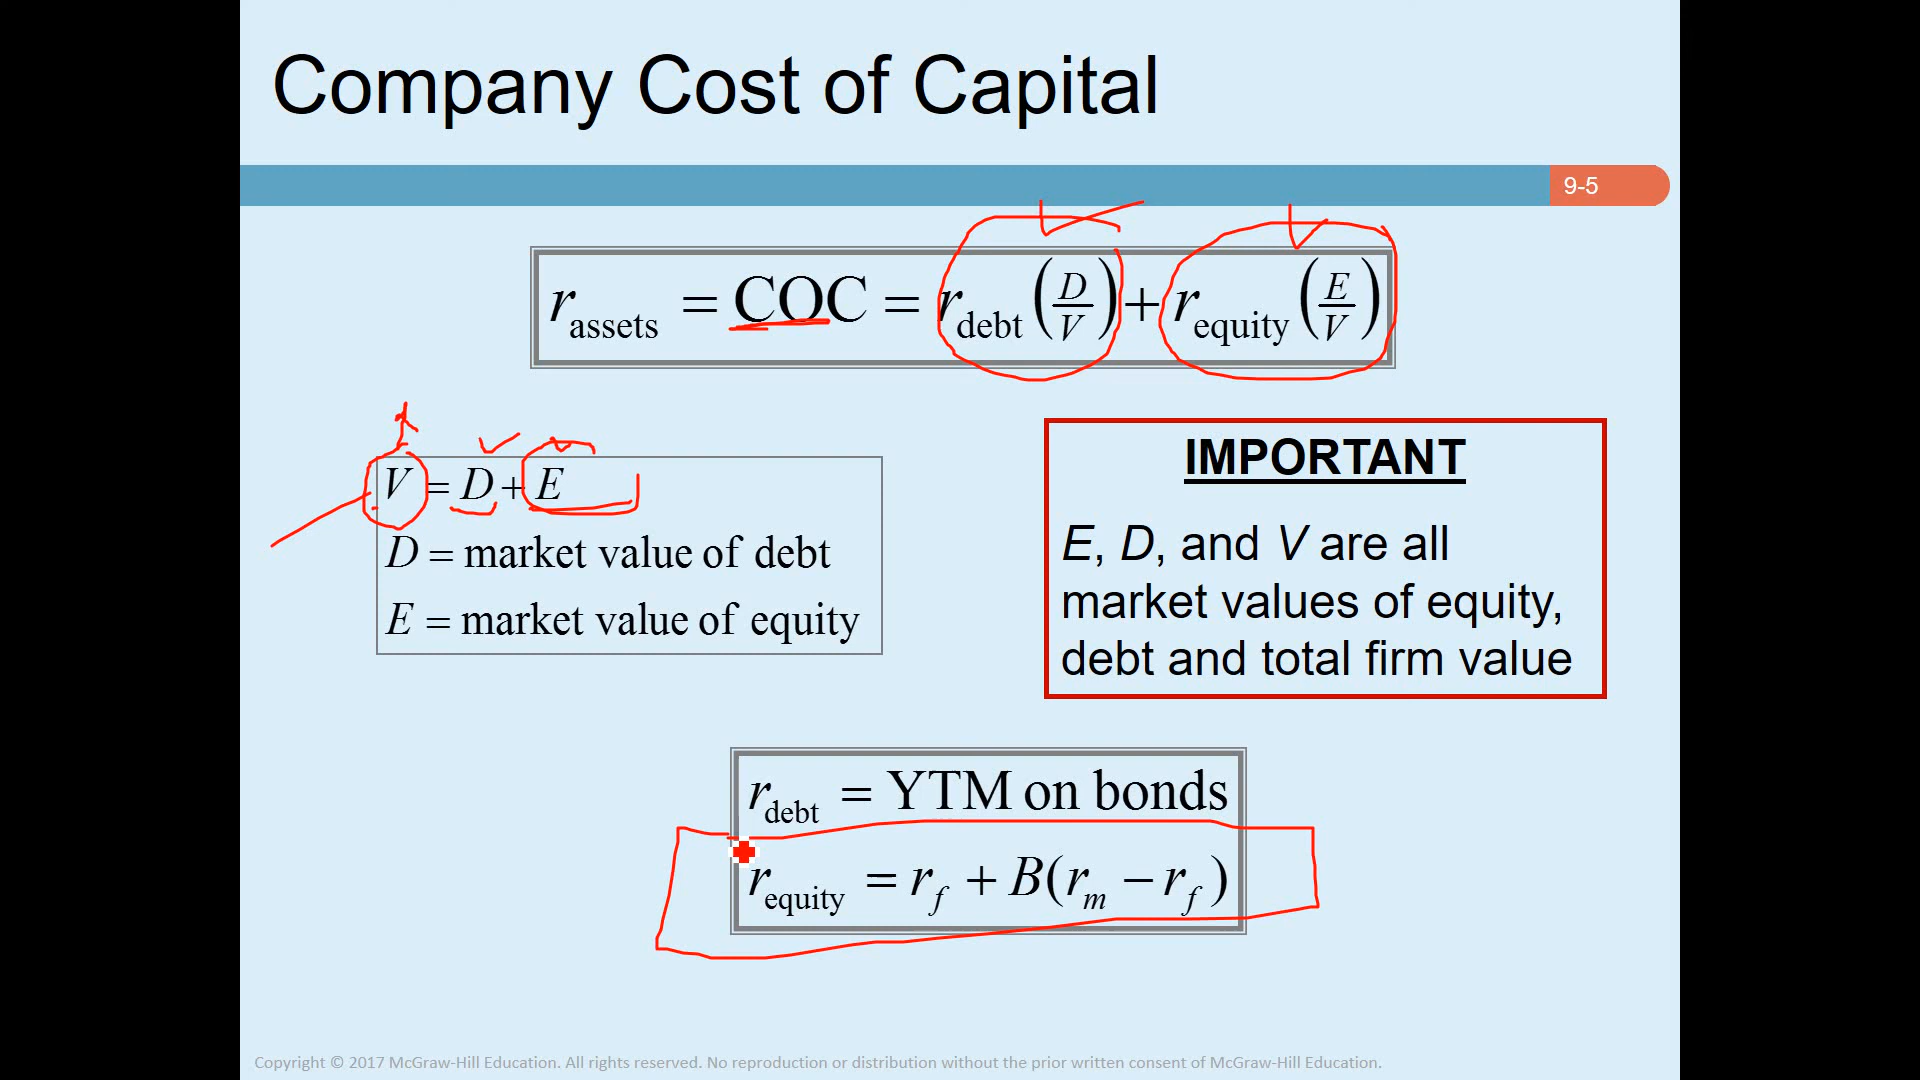 Company Cost of Capital
9-5
r_assets = COC = r_debt (D/V) + r_equity (E/V)
V = D + E
D = market value of debt
E = market value of equity
IMPORTANT
E, D, and V are all
market values of equity,
debt and total firm value
r_debt = YTM on bonds
r_equity = r_f + B(r_m − r_f)
Copyright © 2017 McGraw-Hill Education. All rights reserved. No reproduction or distribution without the prior written consent of McGraw-Hill Education.